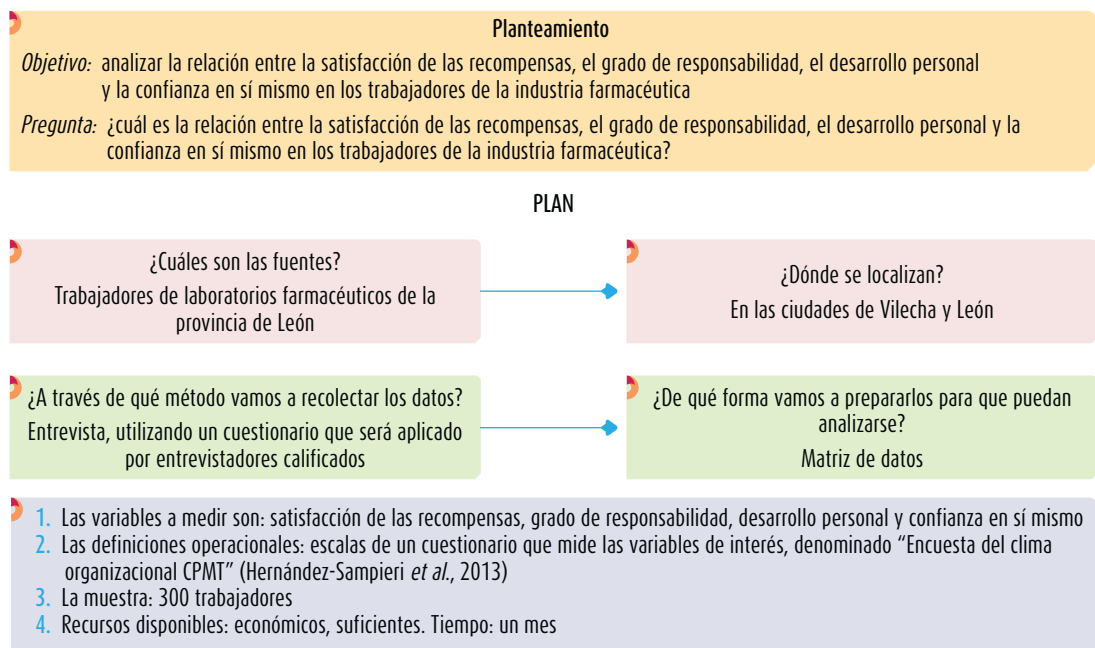 Planteamiento
Objetivo: analizar la relación entre la satisfacción de las recompensas, el grado de responsabilidad, el desarrollo personal
y la confianza en sí mismo en los trabajadores de la industria farmacéutica
Pregunta: ¿cuál es la relación entre la satisfacción de las recompensas, el grado de responsabilidad, el desarrollo personal y la
confianza en sí mismo en los trabajadores de la industria farmacéutica?
PLAN
¿Cuáles son las fuentes?
Trabajadores de laboratorios farmacéuticos de la
provincia de León
¿Dónde se localizan?
En las ciudades de Vilecha y León
¿A través de qué método vamos a recolectar los datos?
Entrevista, utilizando un cuestionario que será aplicado
por entrevistadores calificados
¿De qué forma vamos a prepararlos para que puedan
analizarse?
Matriz de datos
1. Las variables a medir son: satisfacción de las recompensas, grado de responsabilidad, desarrollo personal y confianza en sí mismo
2. Las definiciones operacionales: escalas de un cuestionario que mide las variables de interés, denominado “Encuesta del clima
organizacional CPMT” (Hernández-Sampieri et al., 2013)
3. La muestra: 300 trabajadores
4. Recursos disponibles: económicos, suficientes. Tiempo: un mes